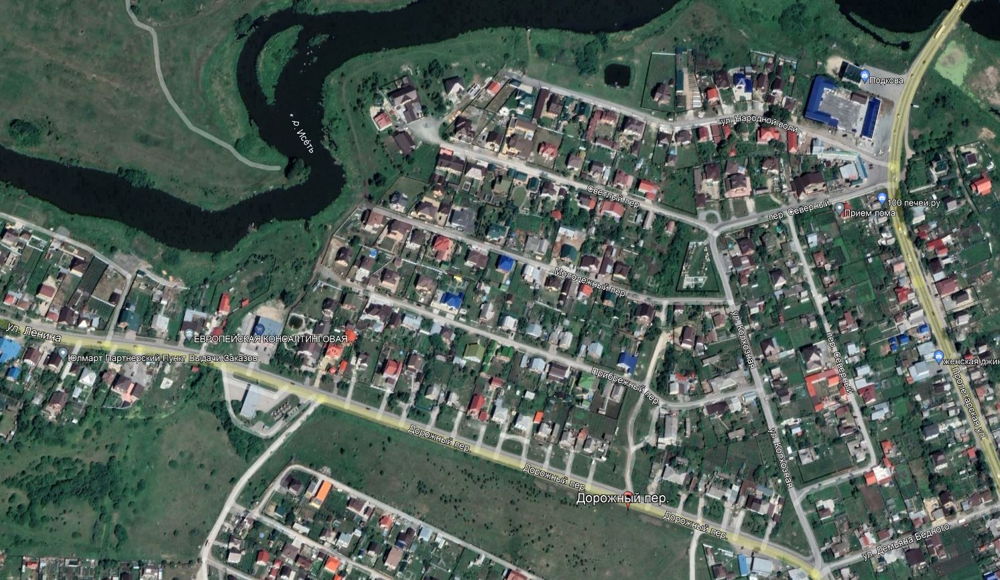 Подкова
ул. Народной воли
р. Исеть
Светлый пер.
100 печей.ру
пер. Северный
Прием лома
Молодежный пер.
ул. Ленина
ЕВРОПЕЙСКАЯ КОНСАЛТИНГОВАЯ...
Юлмарт Партнерский Пункт Выдачи Заказов
ул. Колхозная
пер. Северный
женская джин
Прибрежный пер.
Пролетарская ул.
Дорожный пер.
ул. Колхозная
Дорожный пер.
Дорожный пер.
Дорожный пер.
ул. Демьяна Бедного